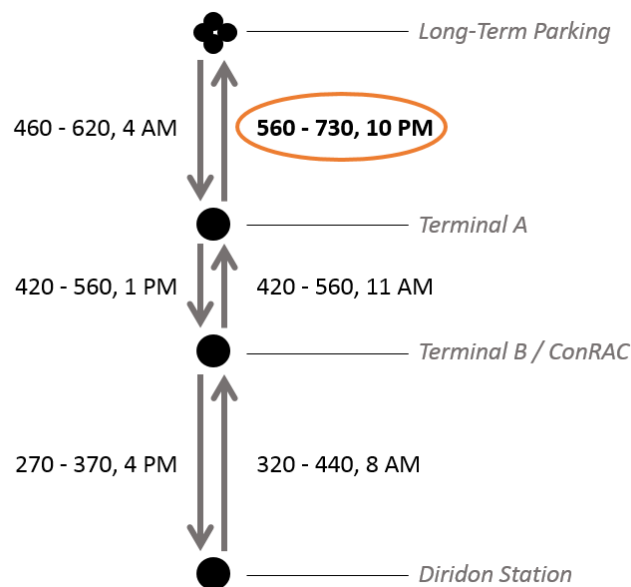 Long-Term Parking
460 - 620, 4 AM
560 - 730, 10 PM
Terminal A
420 - 560, 1 PM
420 - 560, 11 AM
Terminal B / ConRAC
270 - 370, 4 PM
320 - 440, 8 AM
Diridon Station